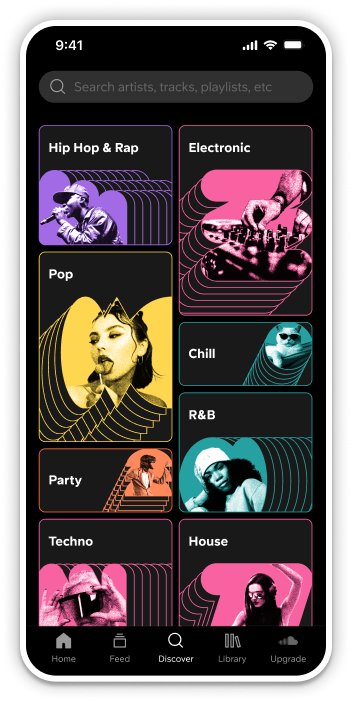 9:41
Search artists, tracks, playlists, etc
Hip Hop & Rap
Electronic
Pop
Chill
R&B
Party
Techno
House
Home
Feed
Discover
Library
Upgrade